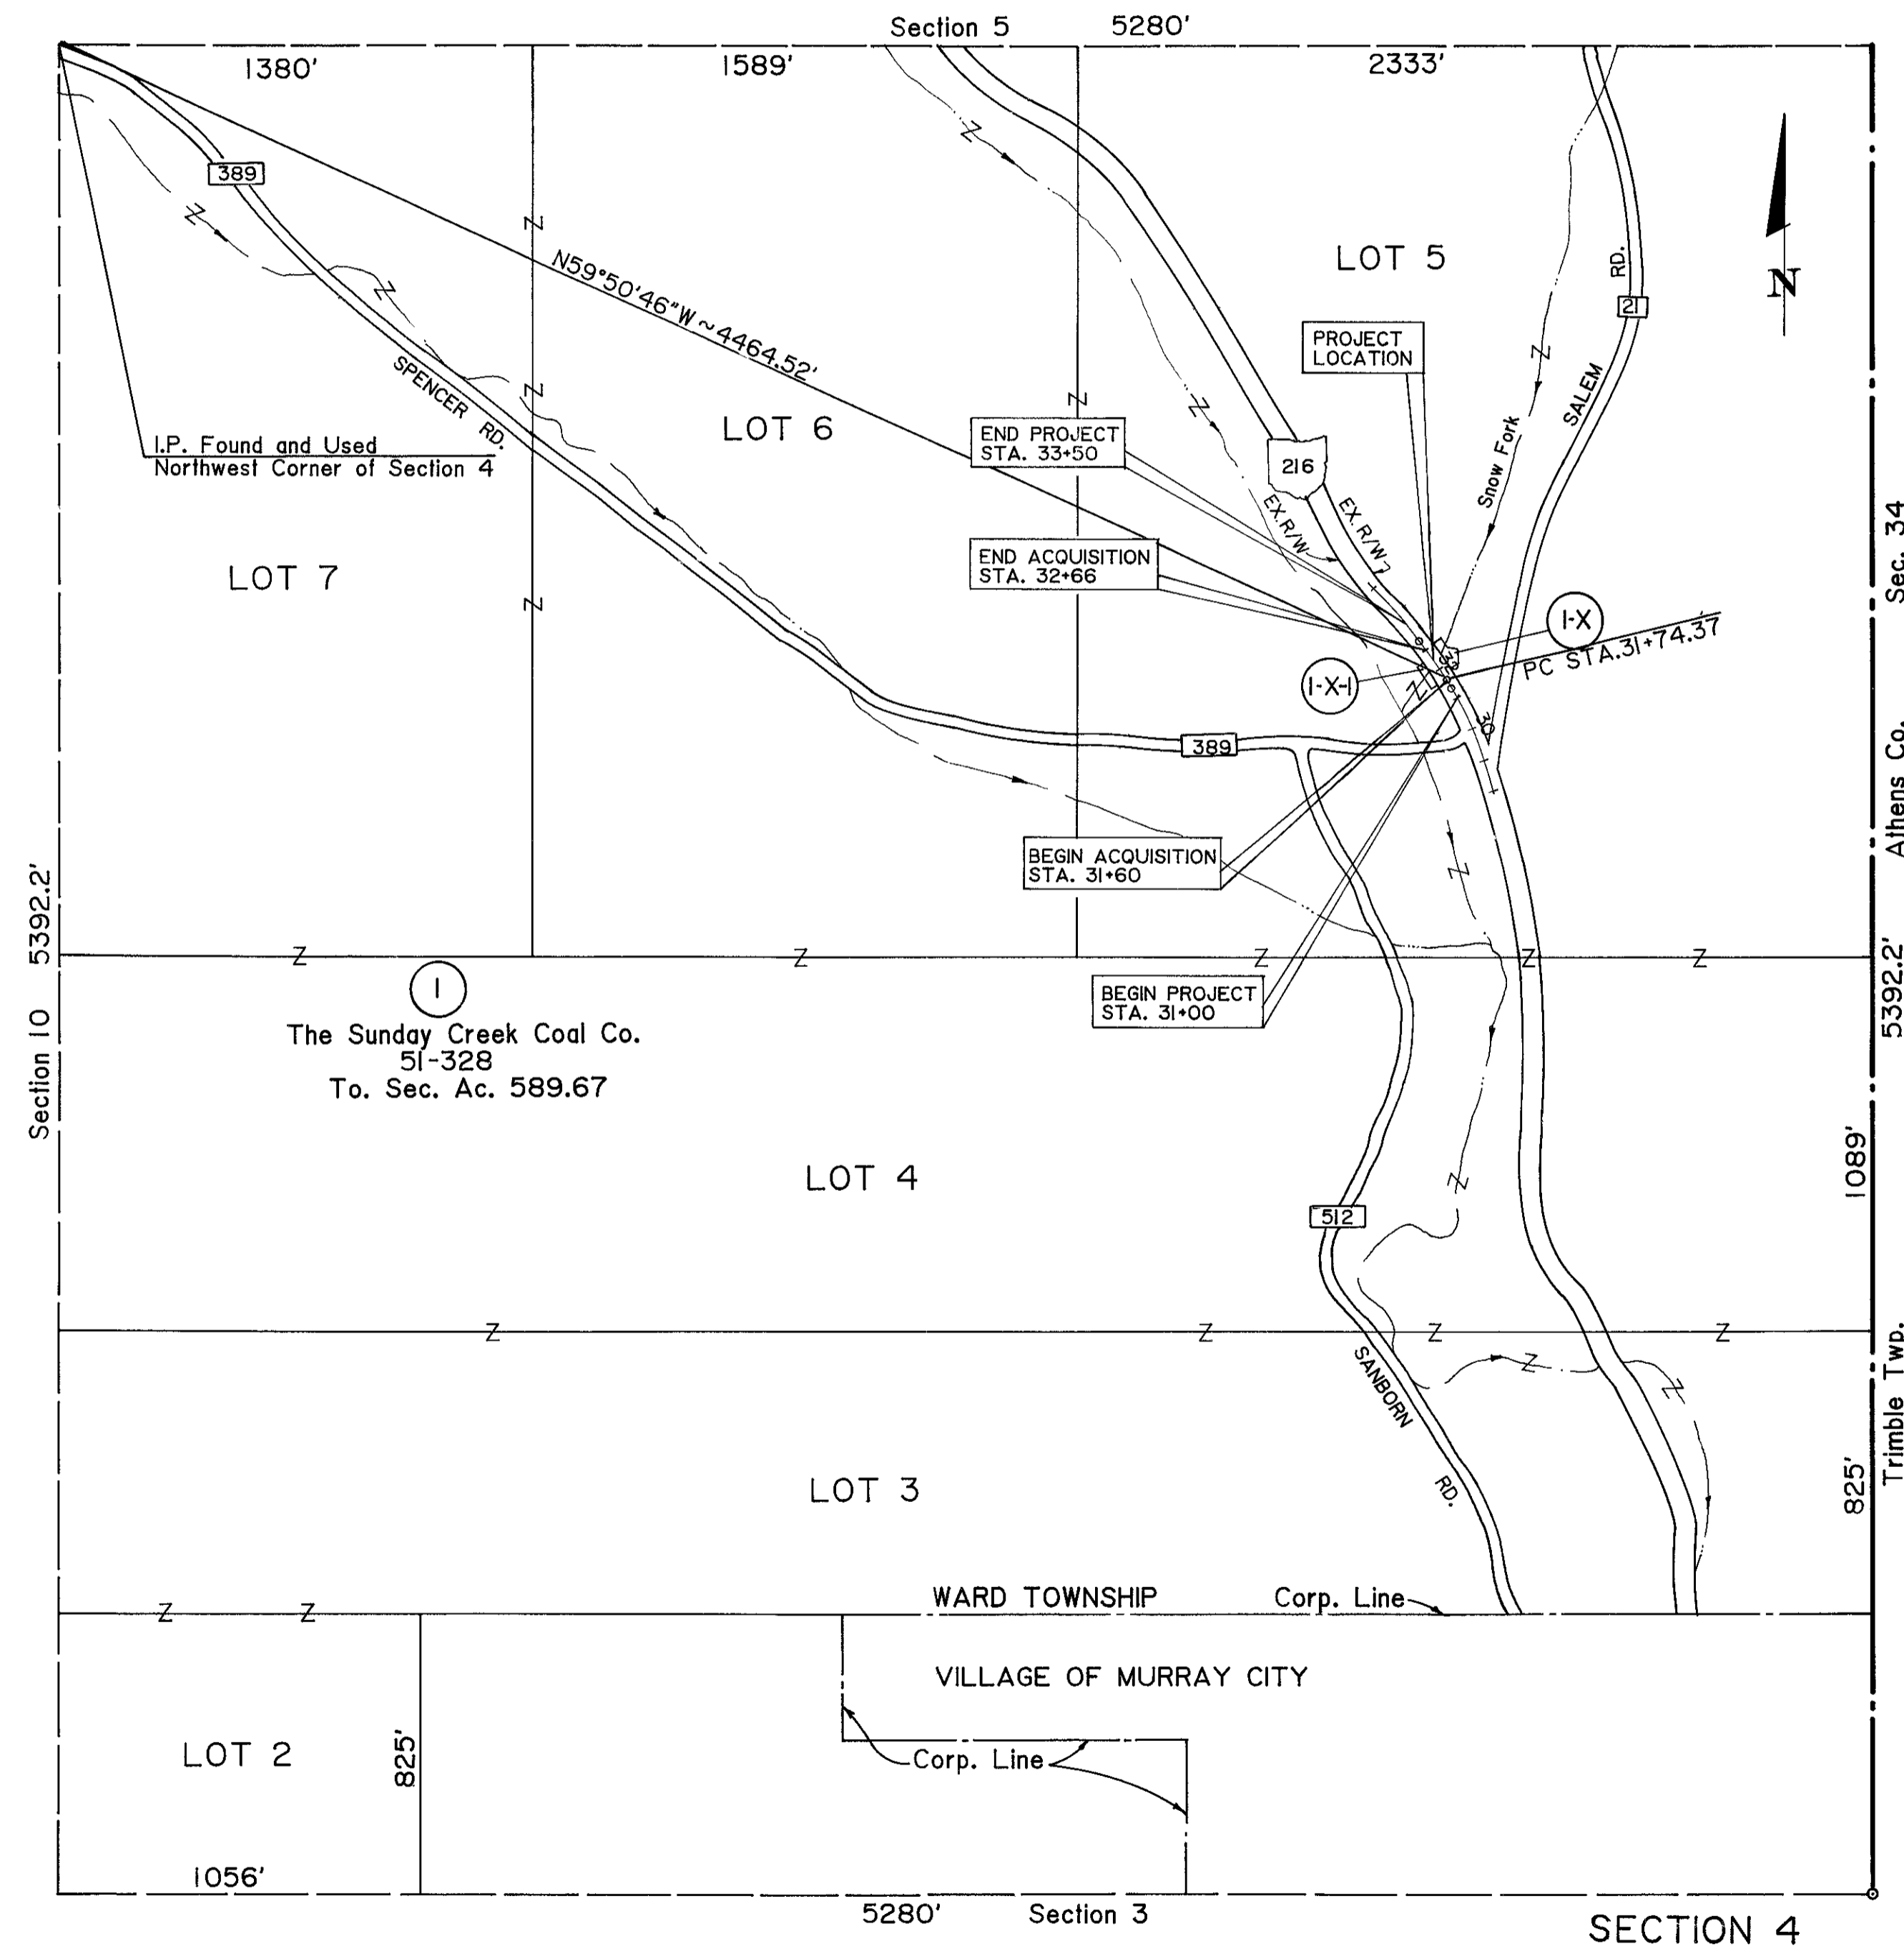 Section 5
5280'
1380'
1589'
2333'
389
N59°50'46"W ~ 4464.52'
LOT 5
RD.
21
N
PROJECT
LOCATION
SPENCER RD.
LOT 6
SALEM
END PROJECT
STA. 33+50
I.P. Found and Used
Northwest Corner of Section 4
216
Snow Fork
EX. R/W
EX. R/W
Sec. 34
END ACQUISITION
STA. 32+66
LOT 7
1-X
PC STA. 31+74.37
32
1-X-1
30
389
Athens Co.
BEGIN ACQUISITION
STA. 31+60
Section 10 5392.2'
5392.2'
1
BEGIN PROJECT
STA. 31+00
The Sunday Creek Coal Co.
51-328
To. Sec. Ac. 589.67
LOT 4
1089'
512
SANBORN RD.
Trimble Twp.
LOT 3
825'
WARD TOWNSHIP
Corp. Line
VILLAGE OF MURRAY CITY
LOT 2
825'
Corp. Line
1056'
5280'
Section 3
SECTION 4